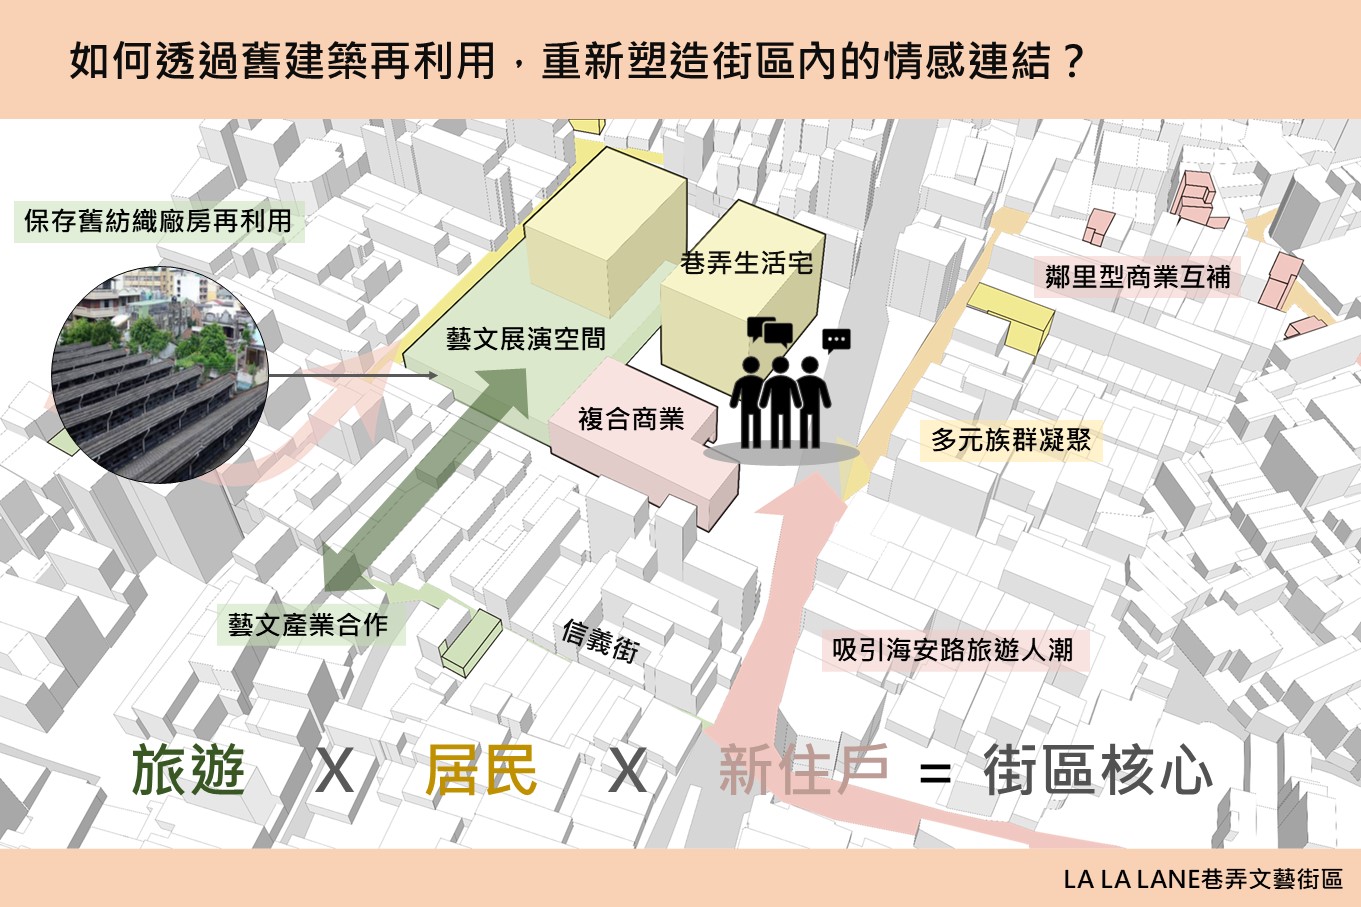 如何透過舊建築再利用，重新塑造街區內的情感連結？
保存舊紡織廠房再利用
巷弄生活宅
鄰里型商業互補
藝文展演空間
複合商業
多元族群凝聚
藝文產業合作
信義街
吸引海安路旅遊人潮
旅遊 X 居民 X 新住戶 = 街區核心
LA LA LANE巷弄文藝街區